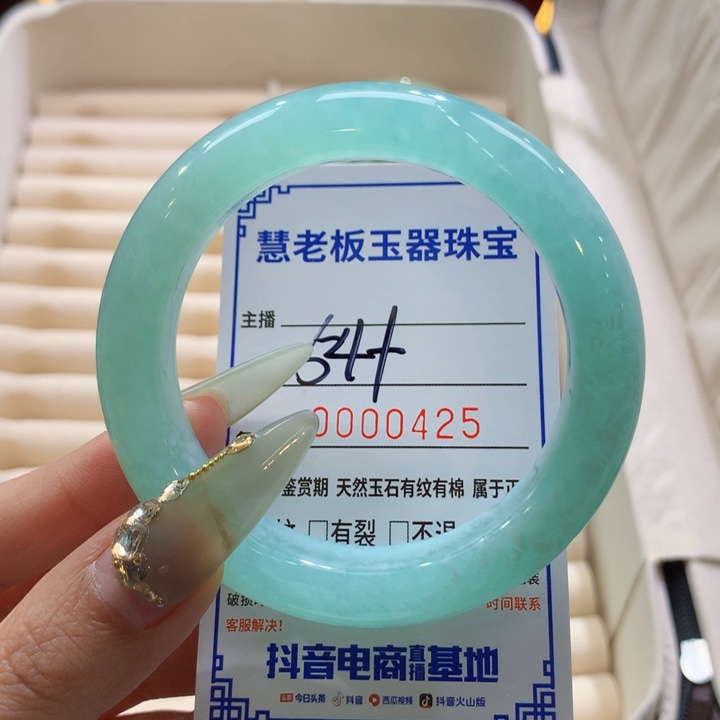 慧老板玉器珠宝
主播
544
0000425
鉴赏期 天然玉石有纹有棉 属于正
□有裂 □不退
破损
时间联系
客服解决!
抖音电商直播基地
头条 今日头条 抖音 西瓜视频 抖音火山版